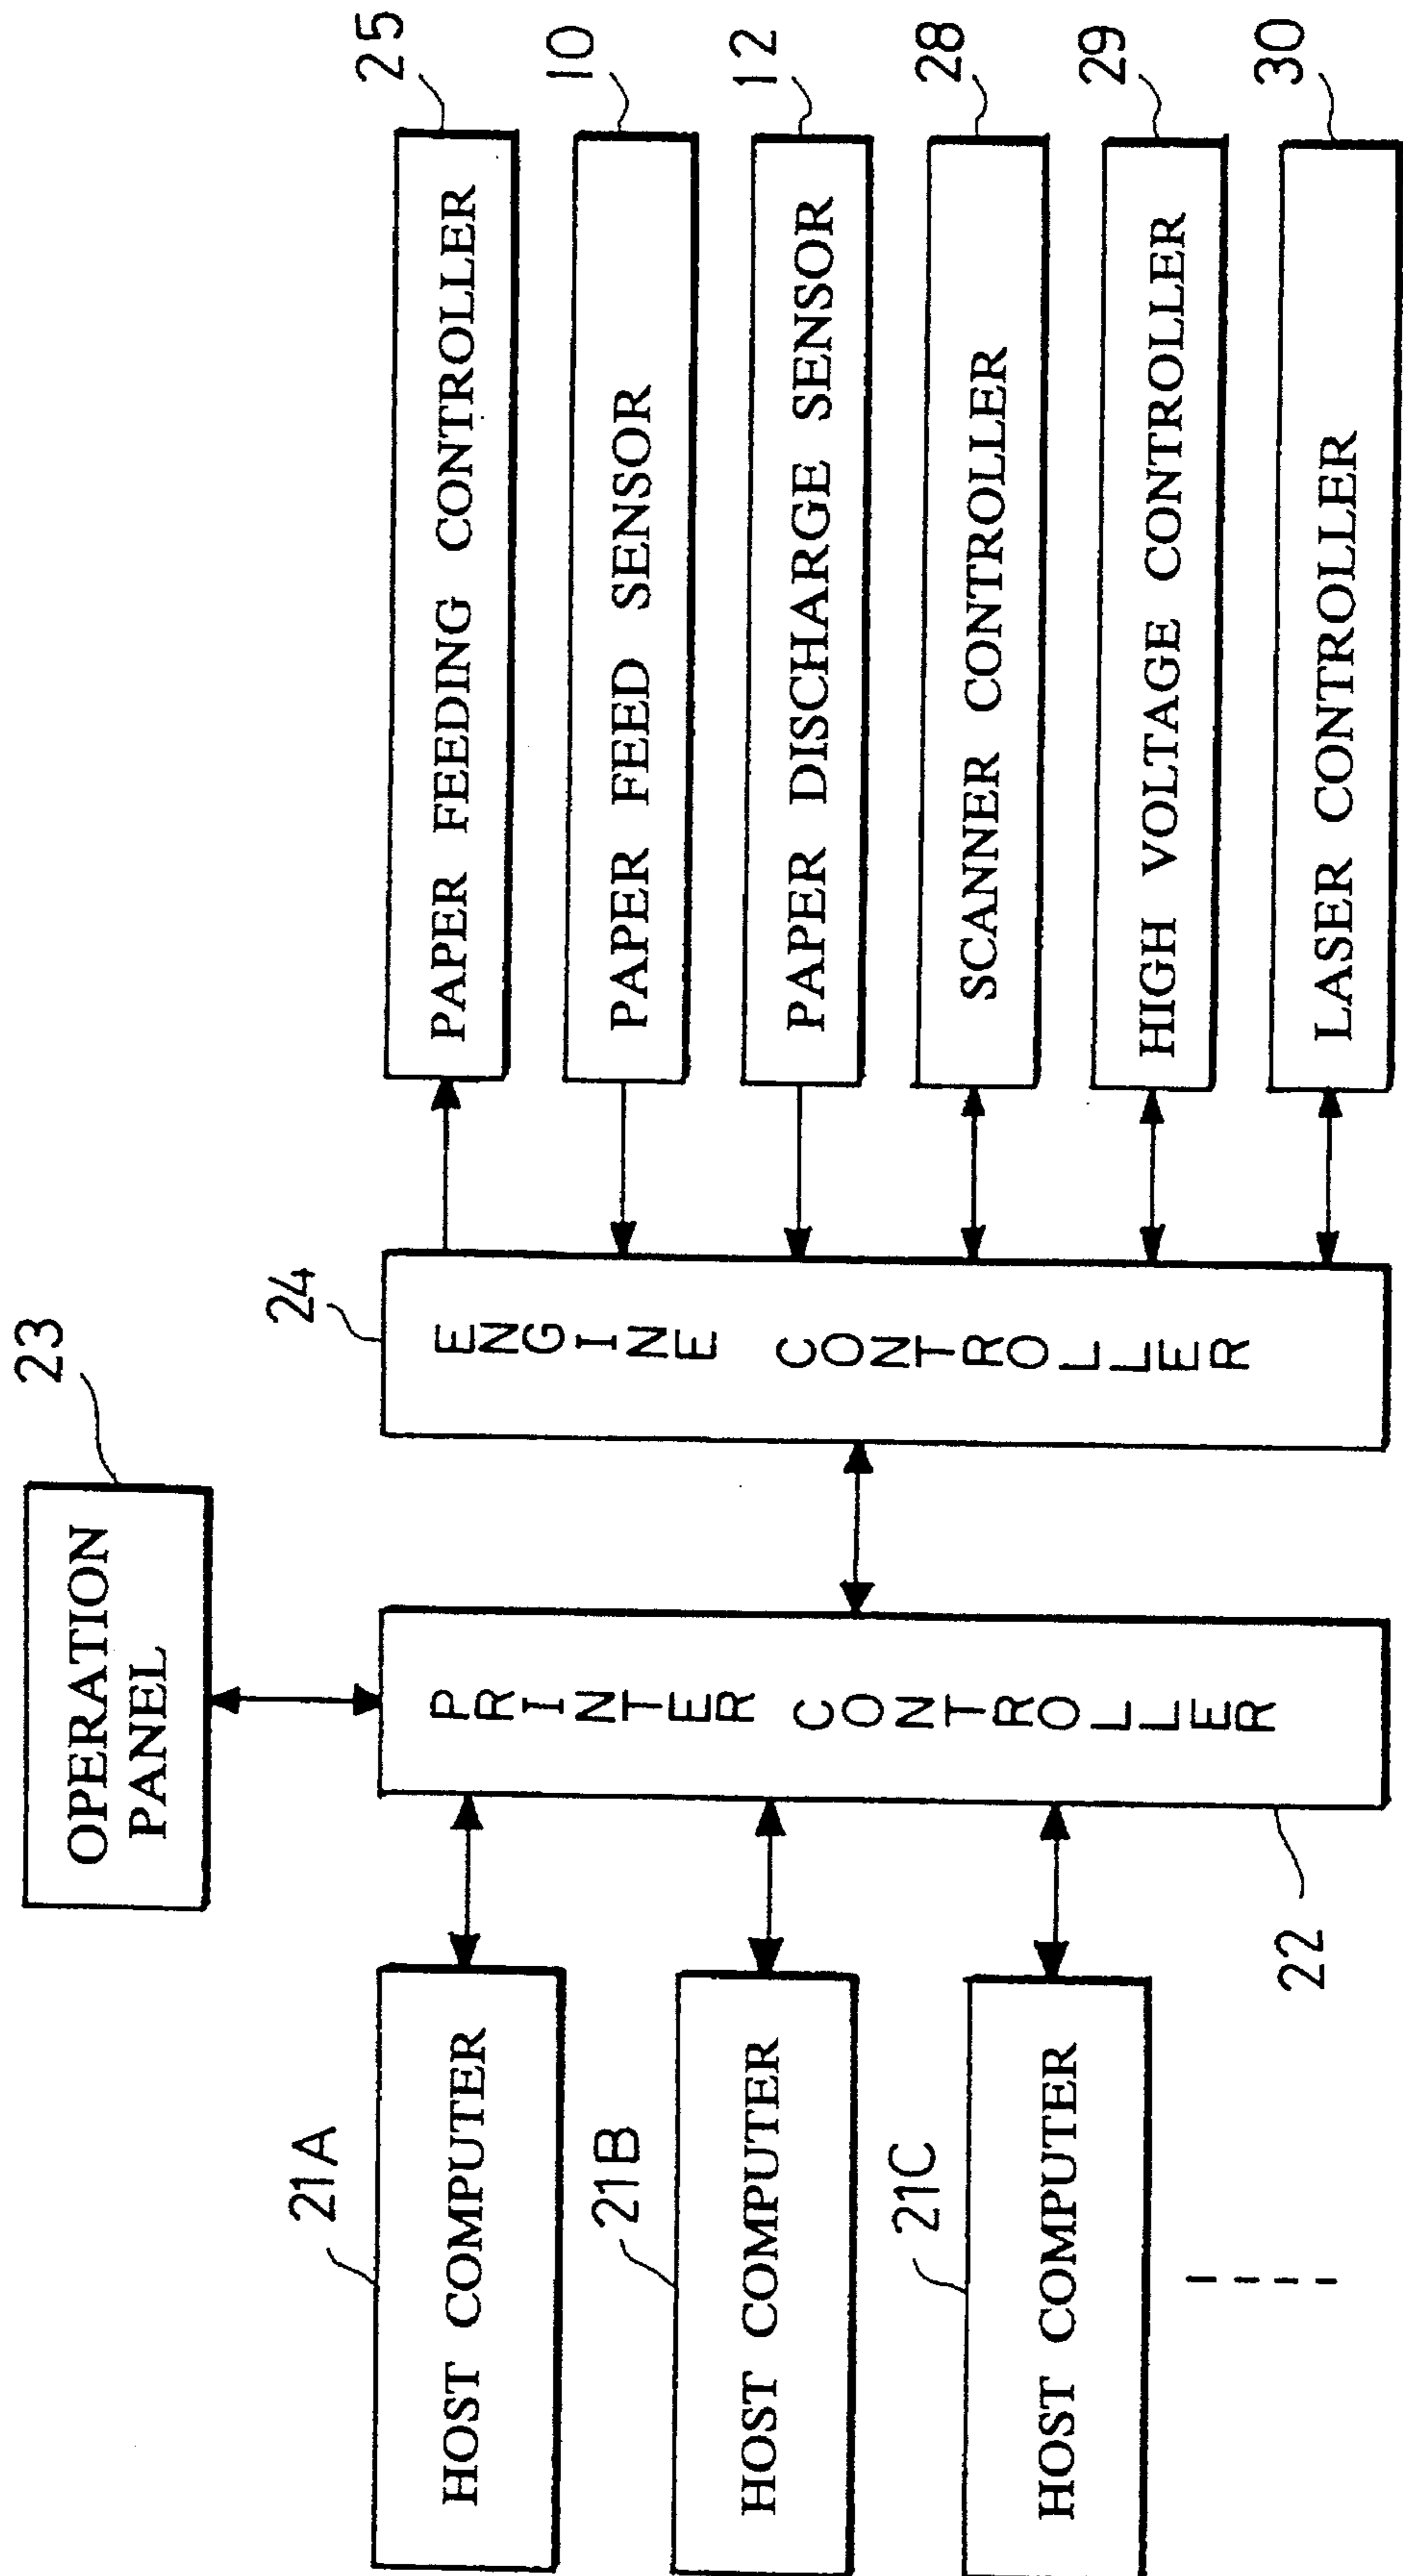 23
OPERATION
PANEL
21A
HOST COMPUTER
21B
HOST COMPUTER
21C
HOST COMPUTER
22
PRINTER CONTROLLER
24
ENGINE CONTROLLER
PAPER FEEDING CONTROLLER
25
PAPER FEED SENSOR
10
PAPER DISCHARGE SENSOR
12
SCANNER CONTROLLER
28
HIGH VOLTAGE CONTROLLER
29
LASER CONTROLLER
30